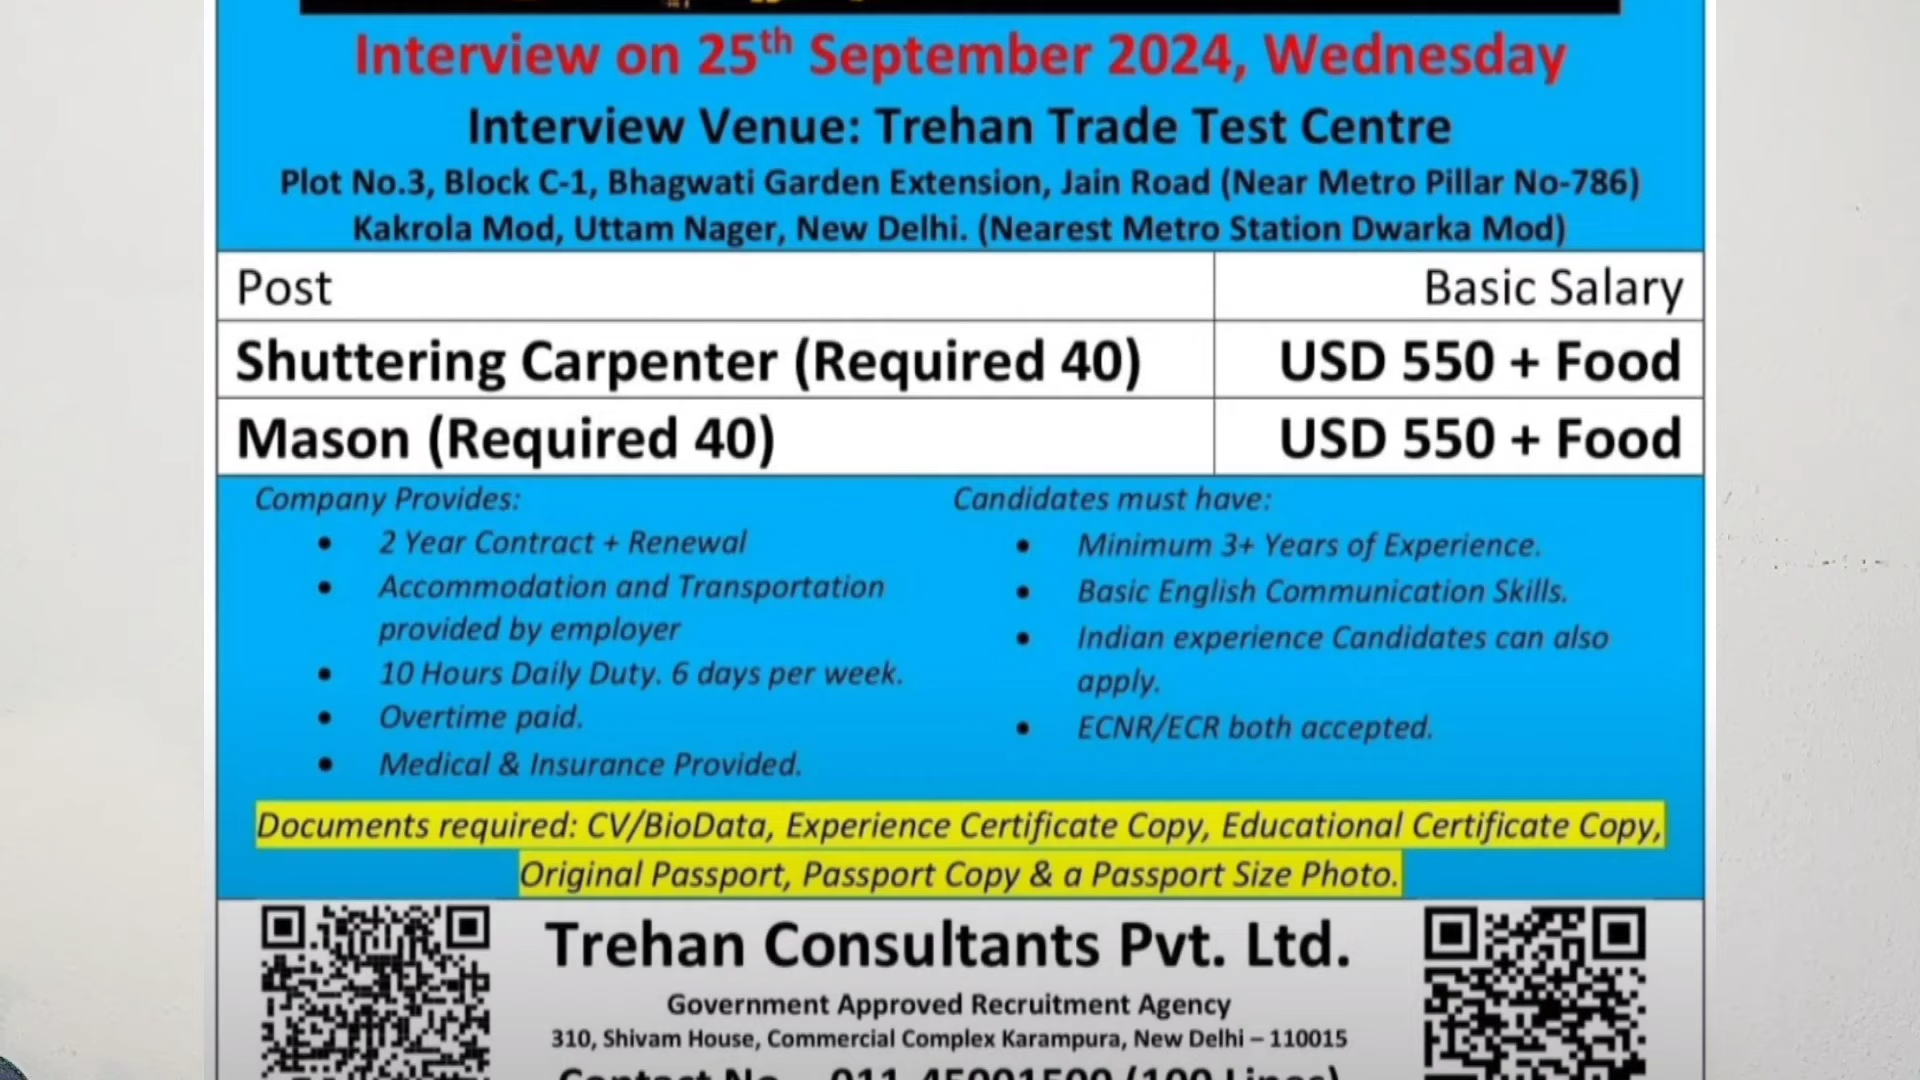 Interview on 25th September 2024, Wednesday
Interview Venue: Trehan Trade Test Centre
Plot No.3, Block C-1, Bhagwati Garden Extension, Jain Road (Near Metro Pillar No-786)
Kakrola Mod, Uttam Nager, New Delhi. (Nearest Metro Station Dwarka Mod)
Post Basic Salary
Shuttering Carpenter (Required 40) USD 550 + Food
Mason (Required 40) USD 550 + Food
Company Provides:
• 2 Year Contract + Renewal
• Accommodation and Transportation
provided by employer
• 10 Hours Daily Duty. 6 days per week.
• Overtime paid.
• Medical & Insurance Provided.
Candidates must have:
• Minimum 3+ Years of Experience.
• Basic English Communication Skills.
• Indian experience Candidates can also
apply.
• ECNR/ECR both accepted.
Documents required: CV/BioData, Experience Certificate Copy, Educational Certificate Copy,
Original Passport, Passport Copy & a Passport Size Photo.
Trehan Consultants Pvt. Ltd.
Government Approved Recruitment Agency
310, Shivam House, Commercial Complex Karampura, New Delhi – 110015
Contact No